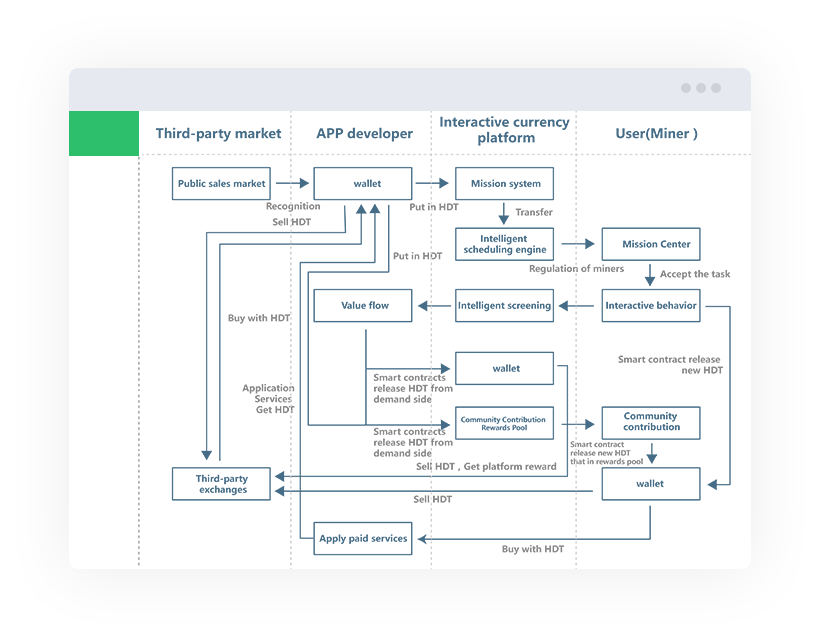 Third-party market
APP developer
Interactive currency
platform
User(Miner )
Public sales market
wallet
Mission system
Recognition
Put in HDT
Transfer
Sell HDT
Intelligent
scheduling engine
Mission Center
Put in HDT
Regulation of miners
Accept the task
Value flow
Intelligent screening
Interactive behavior
Buy with HDT
Smart contract release
new HDT
wallet
Smart contracts
release HDT from
demand side
Application
Services
Get HDT
Community Contribution
Rewards Pool
Community
contribution
Smart contracts
release HDT from
demand side
Smart contract
release new HDT
that in rewards pool
Sell HDT , Get platform reward
Third-party
exchanges
wallet
Sell HDT
Apply paid services
Buy with HDT